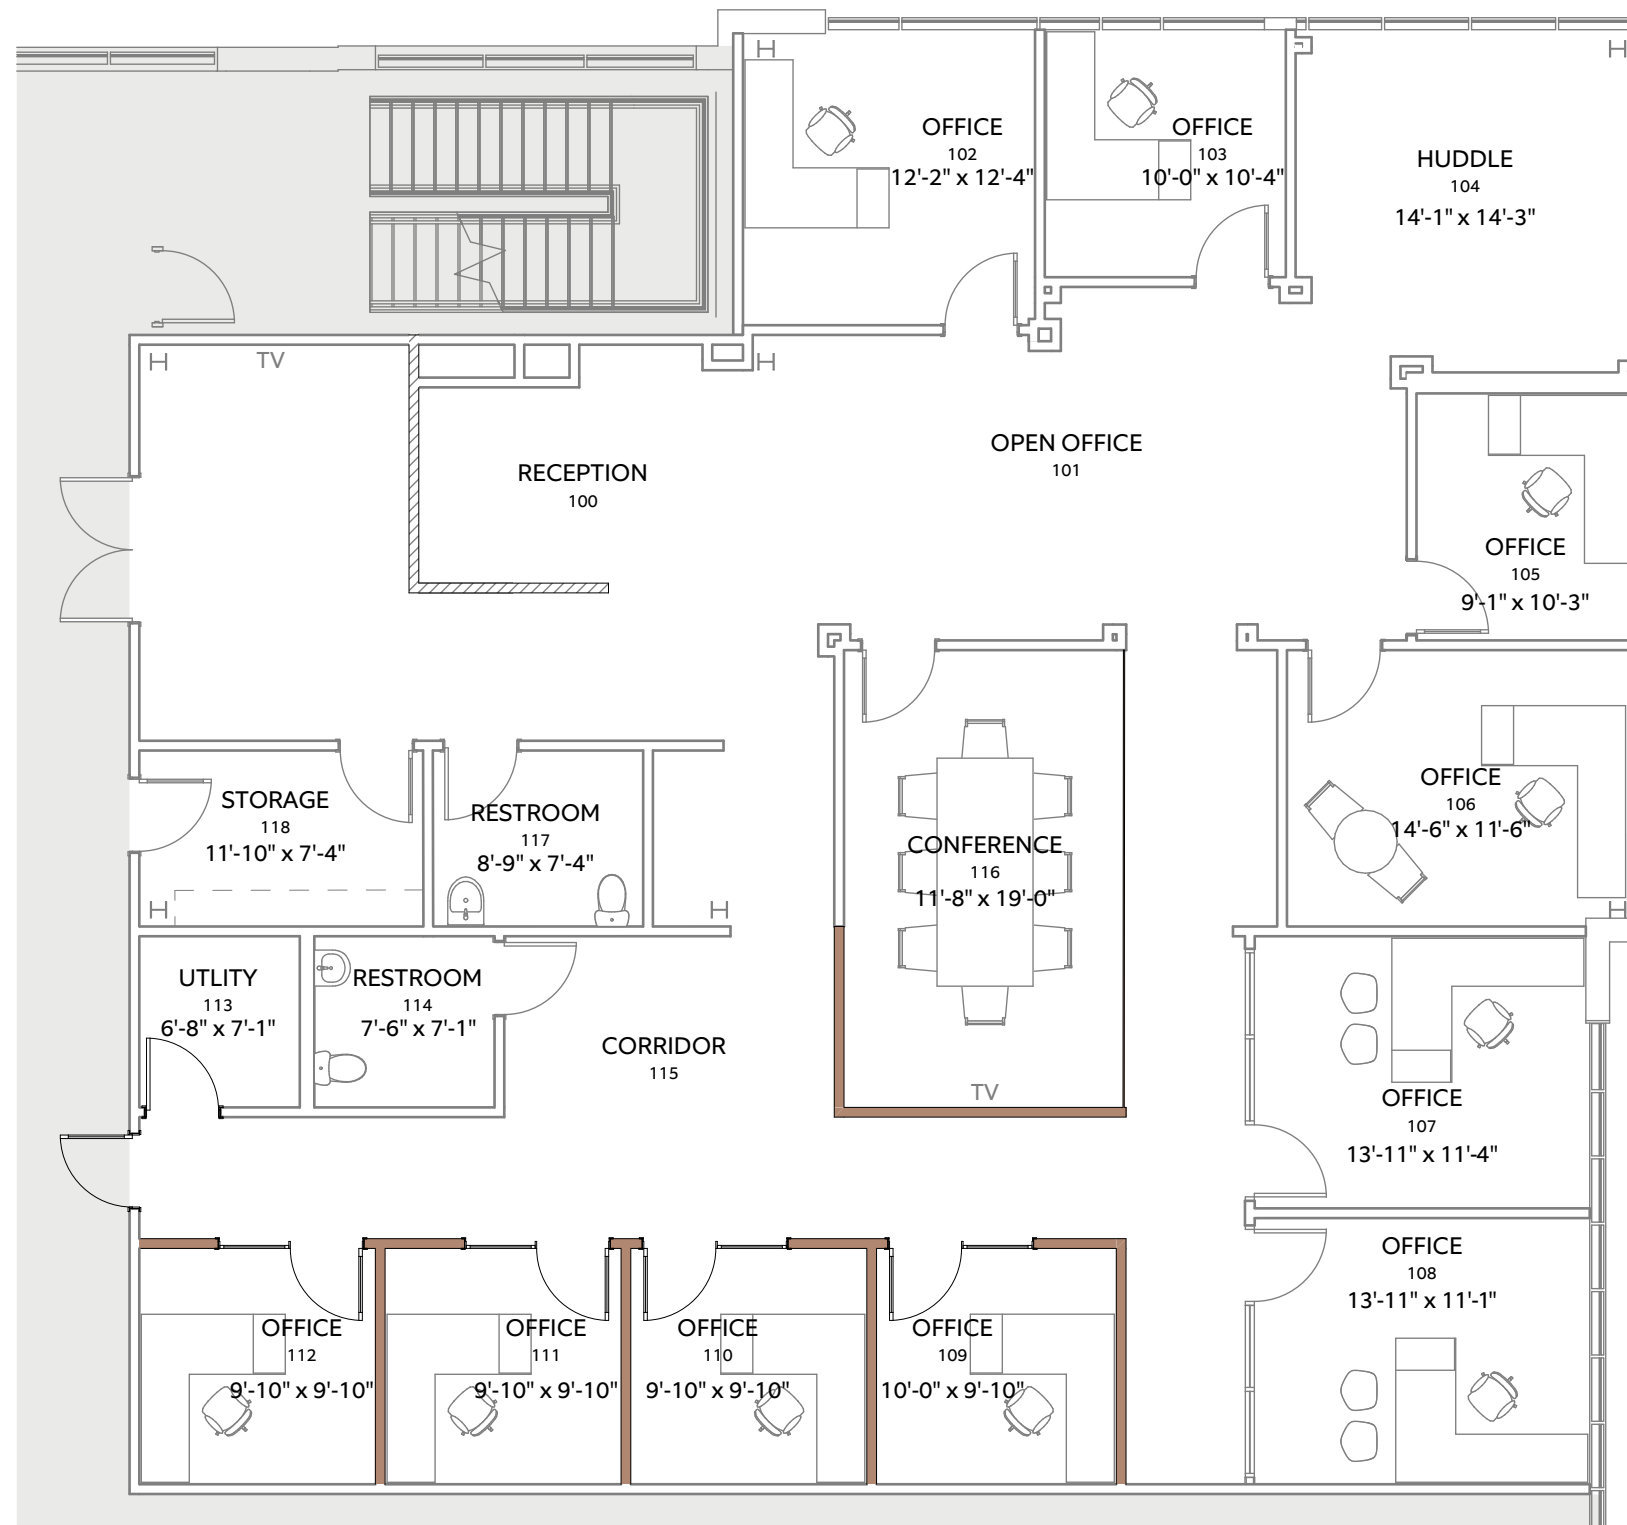 H
H
OFFICE
102
12'-2" x 12'-4"
OFFICE
103
10'-0" x 10'-4"
HUDDLE
104
14'-1" x 14'-3"
H
TV
H
RECEPTION
100
OPEN OFFICE
101
OFFICE
105
9'-1" x 10'-3"
STORAGE
118
11'-10" x 7'-4"
RESTROOM
117
8'-9" x 7'-4"
CONFERENCE
116
11'-8" x 19'-0"
OFFICE
106
14'-6" x 11'-6"
H
H
H
UTLITY
113
6'-8" x 7'-1"
RESTROOM
114
7'-6" x 7'-1"
CORRIDOR
115
TV
OFFICE
107
13'-11" x 11'-4"
OFFICE
108
13'-11" x 11'-1"
OFFICE
112
9'-10" x 9'-10"
OFFICE
111
9'-10" x 9'-10"
OFFICE
110
9'-10" x 9'-10"
OFFICE
109
10'-0" x 9'-10"